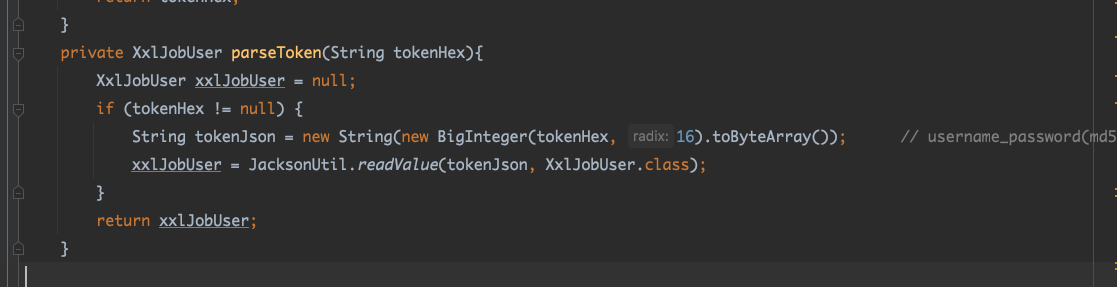 return tokenHex;
}
private XxlJobUser parseToken(String tokenHex){
XxlJobUser xxlJobUser = null;
if (tokenHex != null) {
String tokenJson = new String(new BigInteger(tokenHex, radix: 16).toByteArray()); // username_password(md5
xxlJobUser = JacksonUtil.readValue(tokenJson, XxlJobUser.class);
}
return xxlJobUser;
}